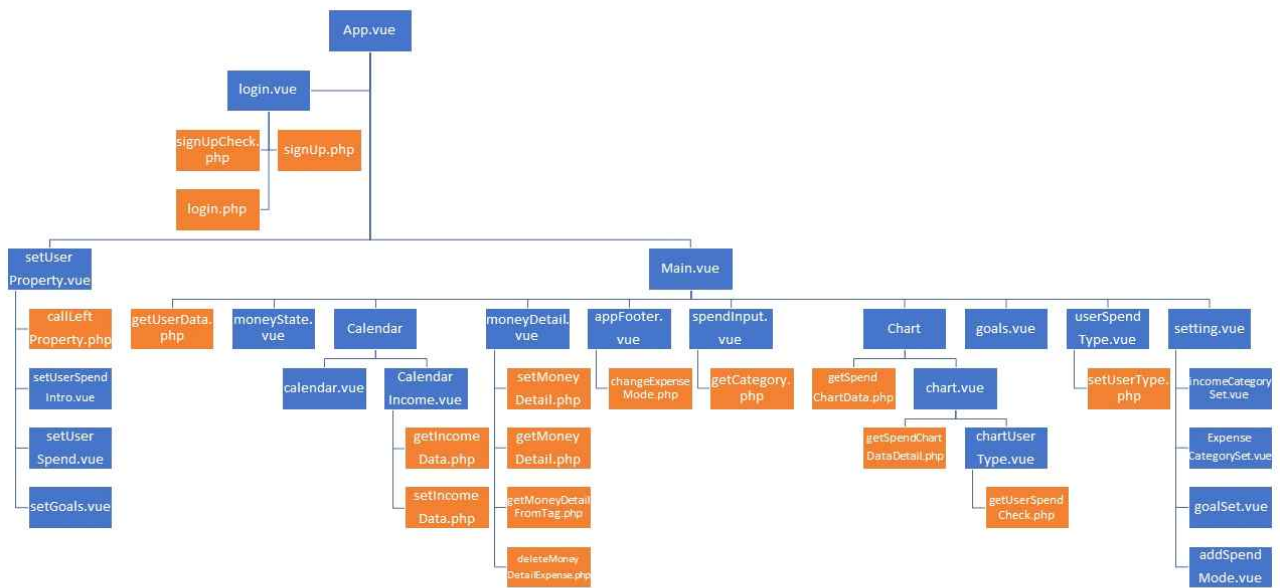 App.vue
login.vue
signUpCheck.
php
signUp.php
login.php
setUser
Property.vue
Main.vue
callLeft
Property.php
getUserData.
php
moneyState.
vue
Calendar
moneyDetail.
vue
appFooter.
vue
spendInput.
vue
Chart
goals.vue
userSpend
Type.vue
setting.vue
setUserSpend
Intro.vue
calendar.vue
Calendar
Income.vue
setMoney
Detail.php
changeExpense
Mode.php
getCategory.
php
getSpend
ChartData.php
chart.vue
setUserType.
php
incomeCategory
Set.vue
setUser
Spend.vue
getIncome
Data.php
getMoney
Detail.php
getSpendChart
DataDetail.php
chartUser
Type.vue
Expense
CategorySet.vue
setGoals.vue
setIncome
Data.php
getMoneyDetail
FromTag.php
getUserSpend
Check.php
goalSet.vue
deleteMoney
DetailExpense.php
addSpend
Mode.vue